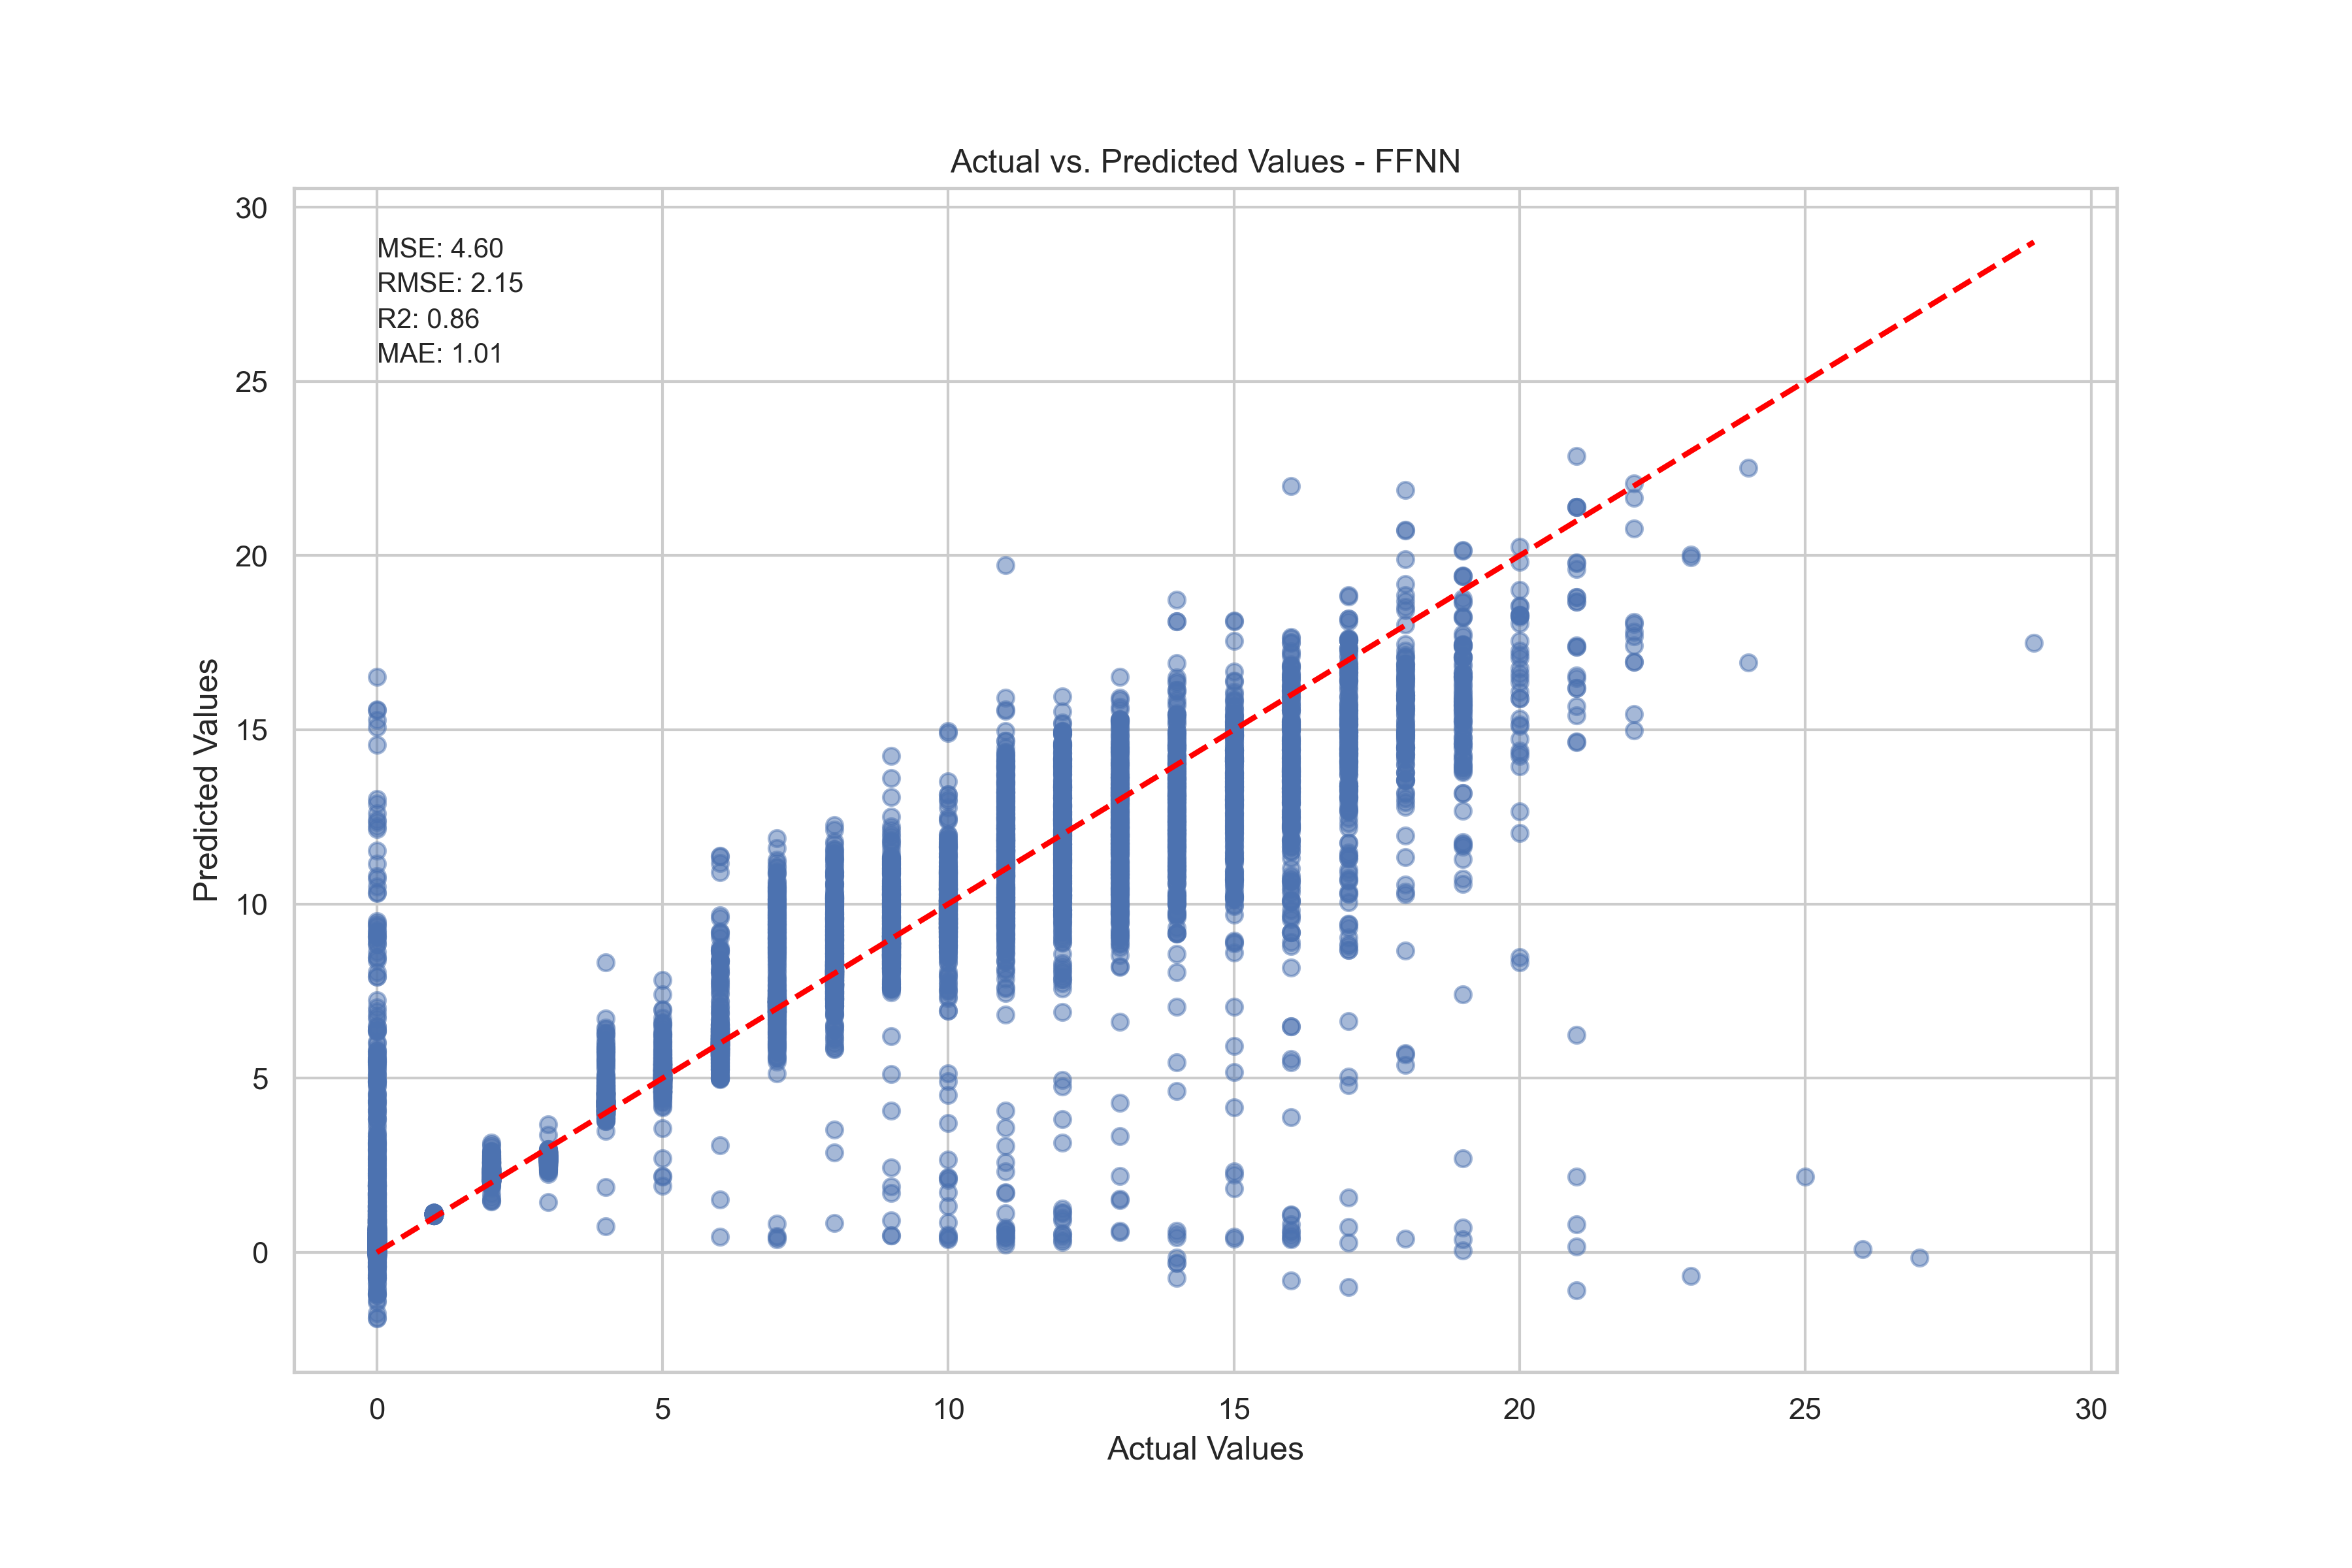 Actual vs. Predicted Values - FFNN
30
25
20
15
10
5
0
MSE: 4.60
RMSE: 2.15
R2: 0.86
MAE: 1.01
Predicted Values
0 5 10 15 20 25 30
Actual Values